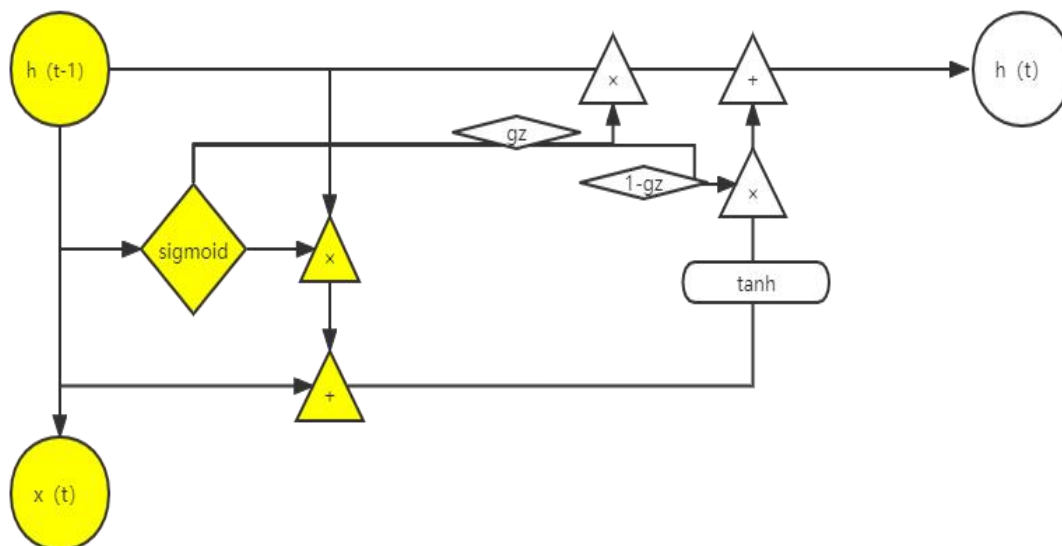 h (t-1)
×
+
h (t)
gz
1-gz
×
sigmoid
×
tanh
+
x (t)